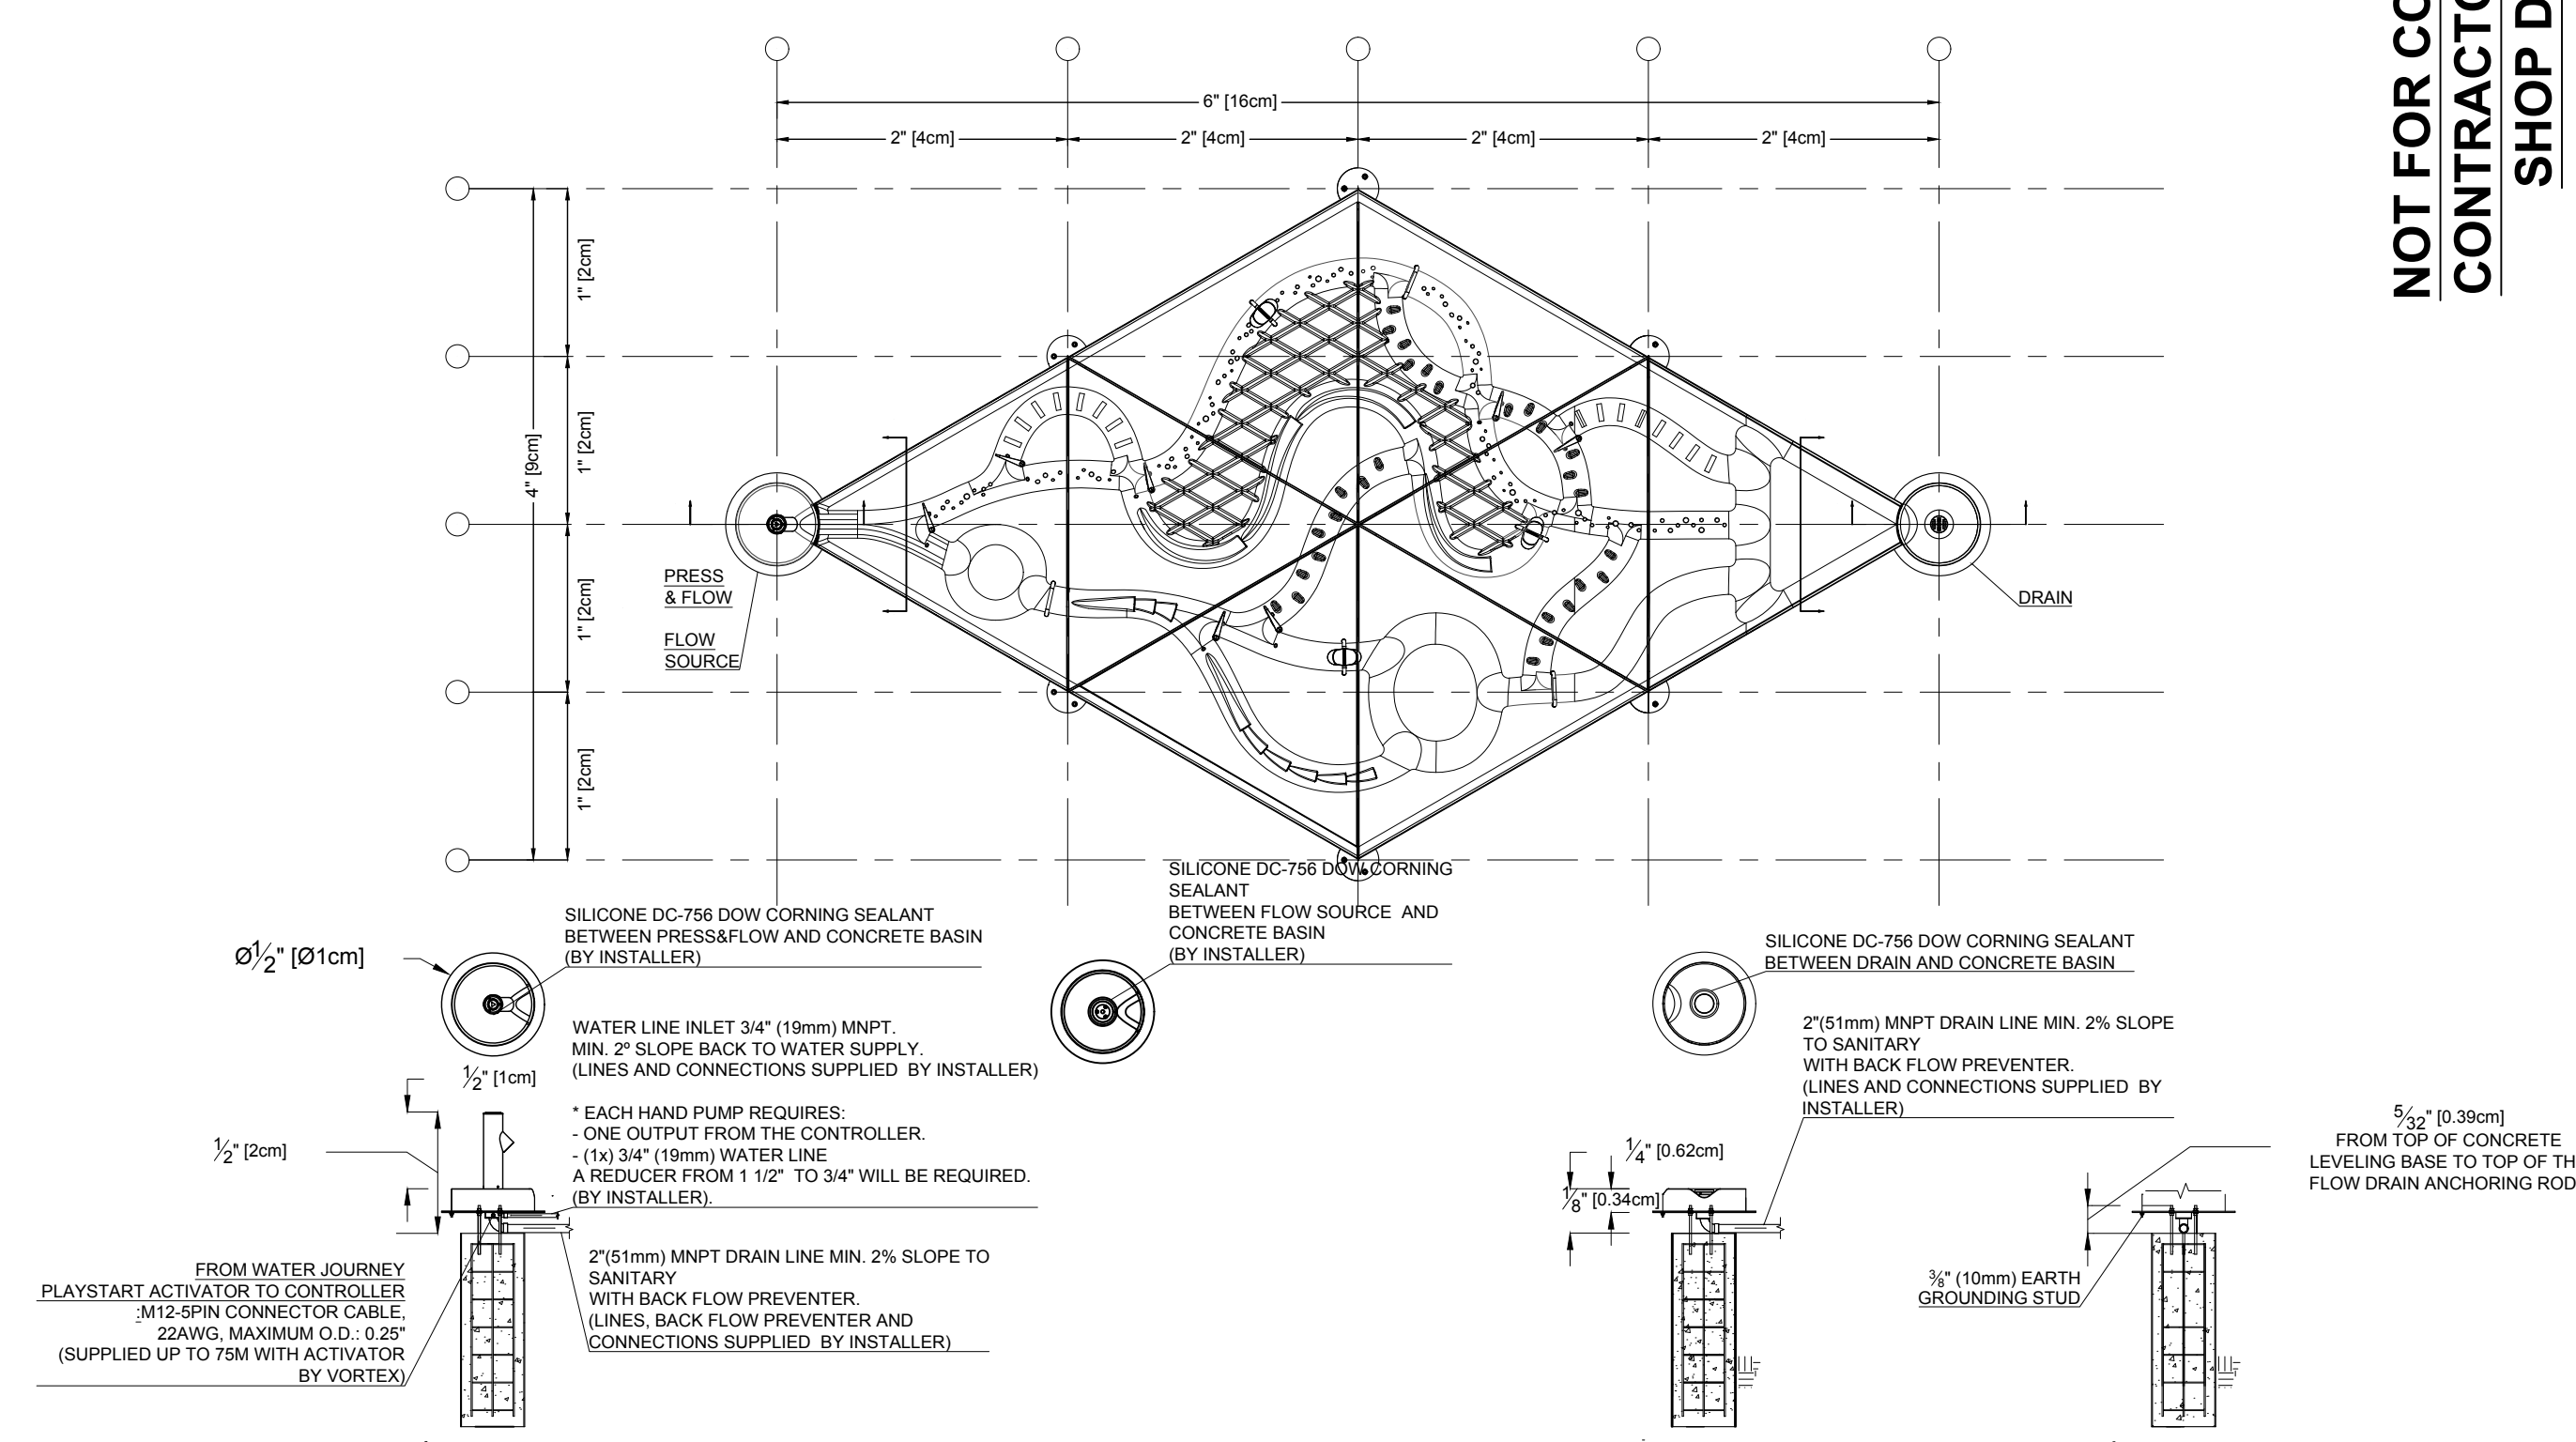 NOT FOR CO
CONTRACTO
SHOP D
6" [16cm]
2" [4cm]
2" [4cm]
2" [4cm]
2" [4cm]
4" [9cm]
1" [2cm]
1" [2cm]
1" [2cm]
1" [2cm]
PRESS
& FLOW
FLOW
SOURCE
DRAIN
Ø1/2" [Ø1cm]
SILICONE DC-756 DOW CORNING SEALANT
BETWEEN PRESS&FLOW AND CONCRETE BASIN
(BY INSTALLER)
SILICONE DC-756 DOW CORNING
SEALANT
BETWEEN FLOW SOURCE AND
CONCRETE BASIN
(BY INSTALLER)
SILICONE DC-756 DOW CORNING SEALANT
BETWEEN DRAIN AND CONCRETE BASIN
WATER LINE INLET 3/4" (19mm) MNPT.
MIN. 2º SLOPE BACK TO WATER SUPPLY.
(LINES AND CONNECTIONS SUPPLIED BY INSTALLER)
2"(51mm) MNPT DRAIN LINE MIN. 2% SLOPE
TO SANITARY
WITH BACK FLOW PREVENTER.
(LINES AND CONNECTIONS SUPPLIED BY
INSTALLER)
1/2" [1cm]
1/2" [2cm]
* EACH HAND PUMP REQUIRES:
- ONE OUTPUT FROM THE CONTROLLER.
- (1x) 3/4" (19mm) WATER LINE
A REDUCER FROM 1 1/2" TO 3/4" WILL BE REQUIRED.
(BY INSTALLER).
1/4" [0.62cm]
1/8" [0.34cm]
5/32" [0.39cm]
FROM TOP OF CONCRETE
LEVELING BASE TO TOP OF TH
FLOW DRAIN ANCHORING ROD
FROM WATER JOURNEY
PLAYSTART ACTIVATOR TO CONTROLLER
:M12-5PIN CONNECTOR CABLE,
22AWG, MAXIMUM O.D.: 0.25"
(SUPPLIED UP TO 75M WITH ACTIVATOR
BY VORTEX)
2"(51mm) MNPT DRAIN LINE MIN. 2% SLOPE TO
SANITARY
WITH BACK FLOW PREVENTER.
(LINES, BACK FLOW PREVENTER AND
CONNECTIONS SUPPLIED BY INSTALLER)
3/8" (10mm) EARTH
GROUNDING STUD